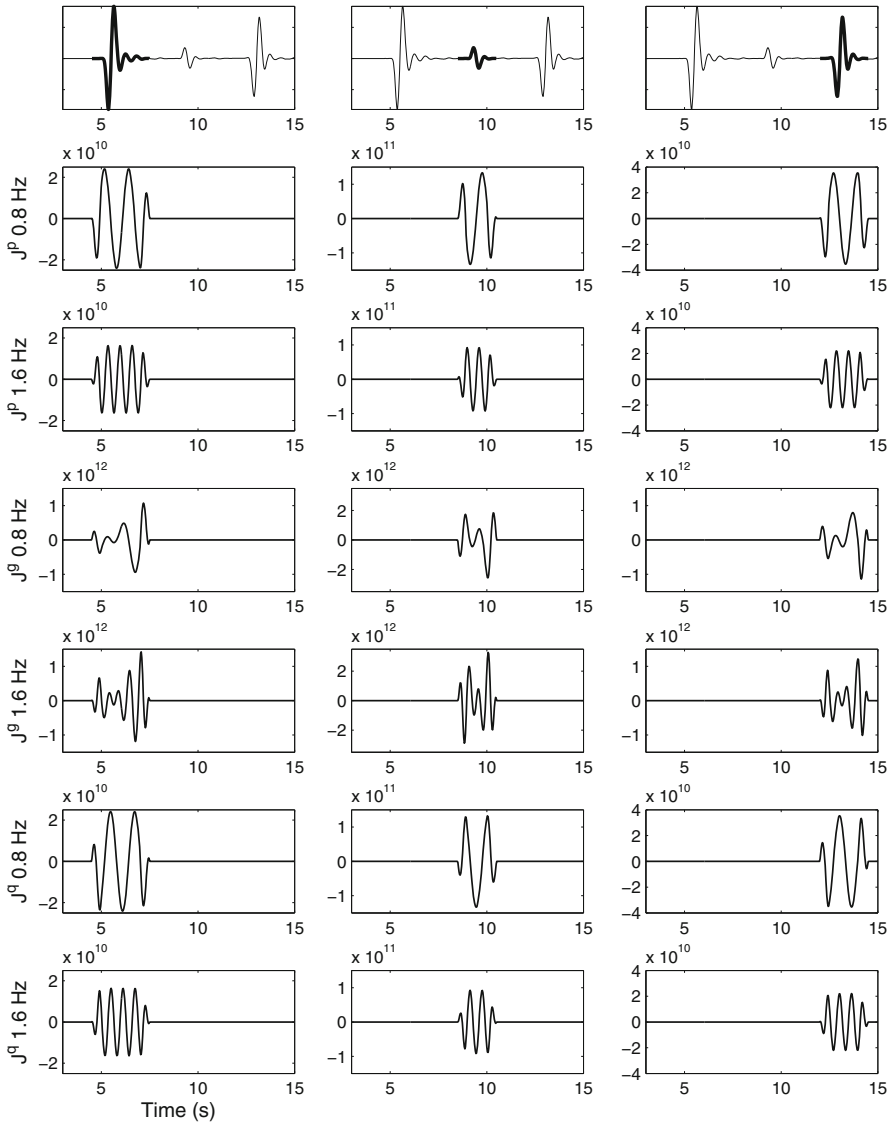 5 10 15 5 10 15 5 10 15
x 10^10 x 10^11 x 10^10
J^p 0.8 Hz
2 0 −2 1 0 −1 4 2 0 −2 −4
5 10 15 5 10 15 5 10 15
x 10^10 x 10^11 x 10^10
J^p 1.6 Hz
2 0 −2 1 0 −1 4 2 0 −2 −4
5 10 15 5 10 15 5 10 15
x 10^12 x 10^12 x 10^12
J^g 0.8 Hz
1 0 −1 2 0 −2 1 0 −1
5 10 15 5 10 15 5 10 15
x 10^12 x 10^12 x 10^12
J^g 1.6 Hz
1 0 −1 2 0 −2 1 0 −1
5 10 15 5 10 15 5 10 15
x 10^10 x 10^11 x 10^10
J^q 0.8 Hz
2 0 −2 1 0 −1 4 2 0 −2 −4
5 10 15 5 10 15 5 10 15
x 10^10 x 10^11 x 10^10
J^q 1.6 Hz
2 0 −2 1 0 −1 4 2 0 −2 −4
5 10 15 5 10 15 5 10 15
Time (s)